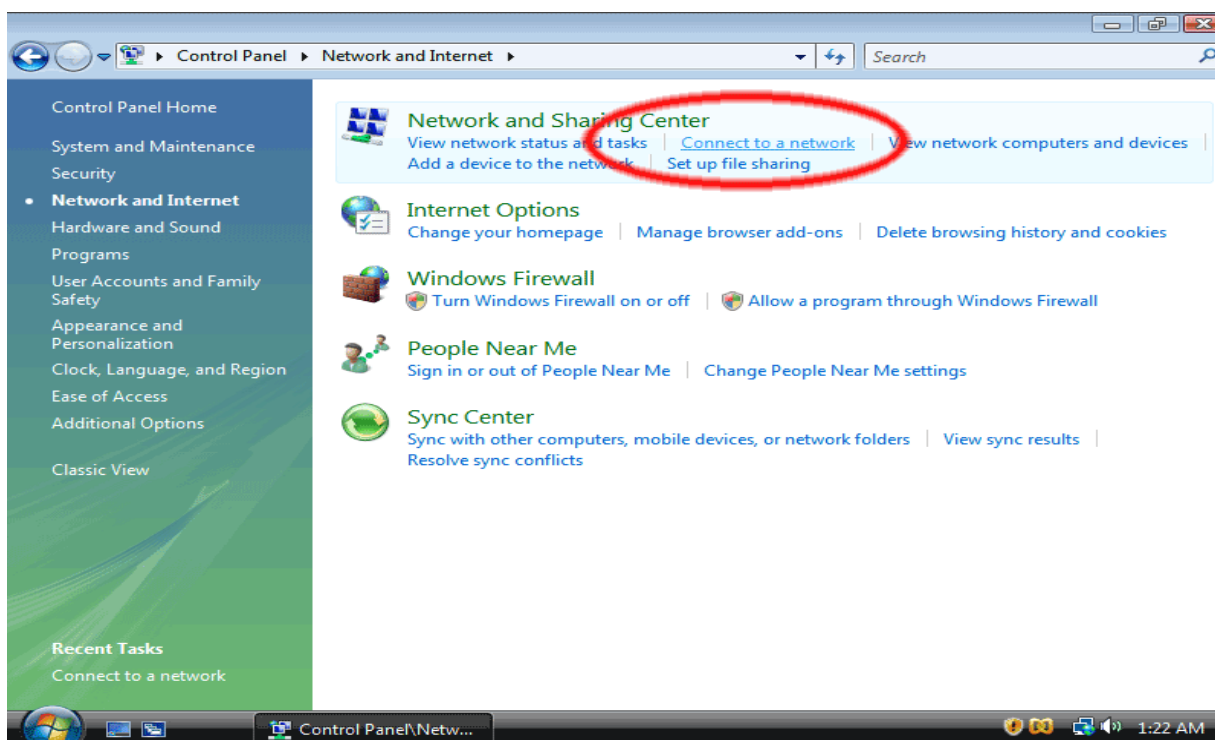 Control Panel Network and Internet Search
Control Panel Home
System and Maintenance
Security
Network and Internet
Hardware and Sound
Programs
User Accounts and Family
Safety
Appearance and
Personalization
Clock, Language, and Region
Ease of Access
Additional Options
Classic View
Recent Tasks
Connect to a network
Network and Sharing Center
View network status and tasks Connect to a network View network computers and devices
Add a device to the network Set up file sharing
Internet Options
Change your homepage Manage browser add-ons Delete browsing history and cookies
Windows Firewall
Turn Windows Firewall on or off Allow a program through Windows Firewall
People Near Me
Sign in or out of People Near Me Change People Near Me settings
Sync Center
Sync with other computers, mobile devices, or network folders View sync results
Resolve sync conflicts
Control Panel\Netw... 1:22 AM